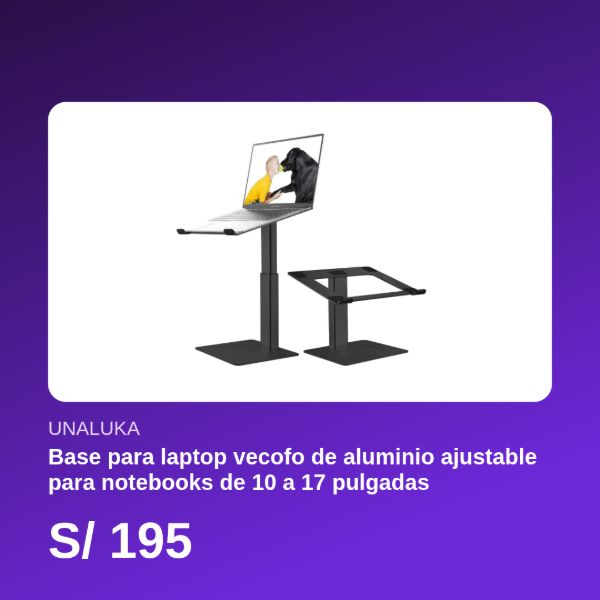 UNALUKA
Base para laptop vecofo de aluminio ajustable
para notebooks de 10 a 17 pulgadas
S/ 195